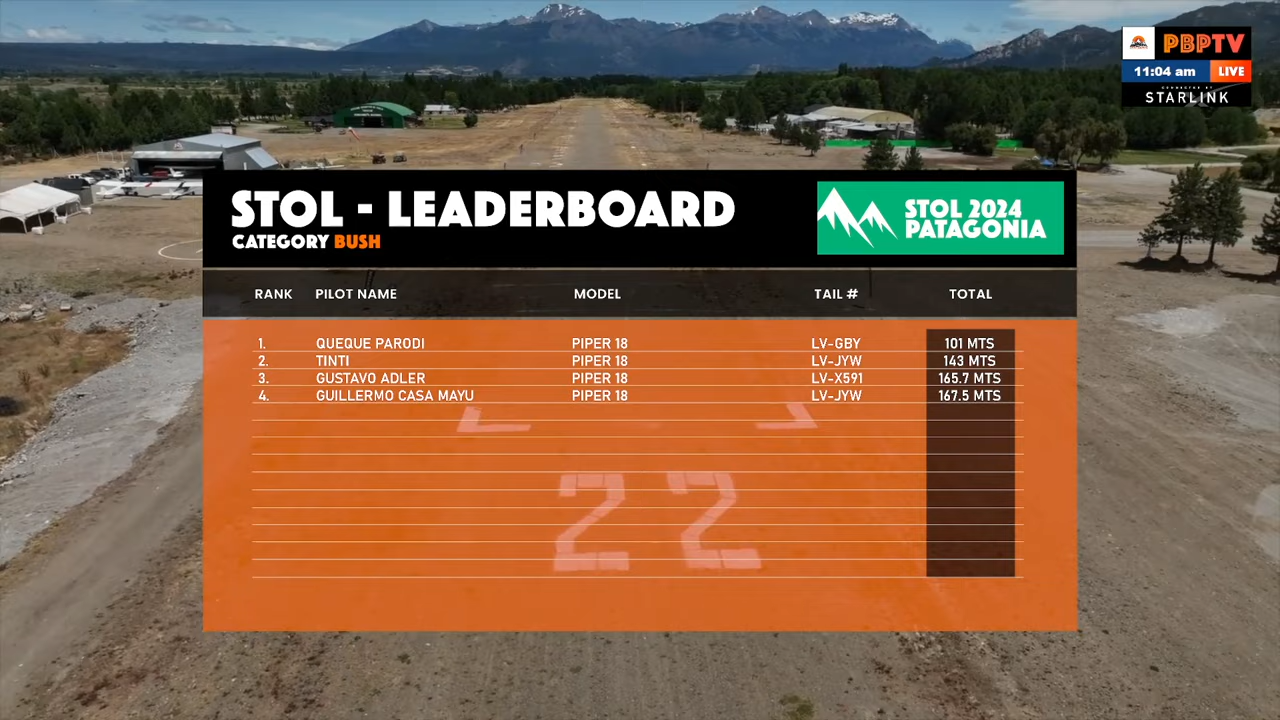 PBPTV
11:04 am LIVE
STARLINK
STOL - LEADERBOARD
CATEGORY BUSH
STOL 2024
PATAGONIA
RANK PILOT NAME MODEL TAIL # TOTAL
1. QUEQUE PARODI PIPER 18 LV-GBY 101 MTS
2. TINTI PIPER 18 LV-JYW 143 MTS
3. GUSTAVO ADLER PIPER 18 LV-X591 165.7 MTS
4. GUILLERMO CASA MAYU PIPER 18 LV-JYW 167.5 MTS
22